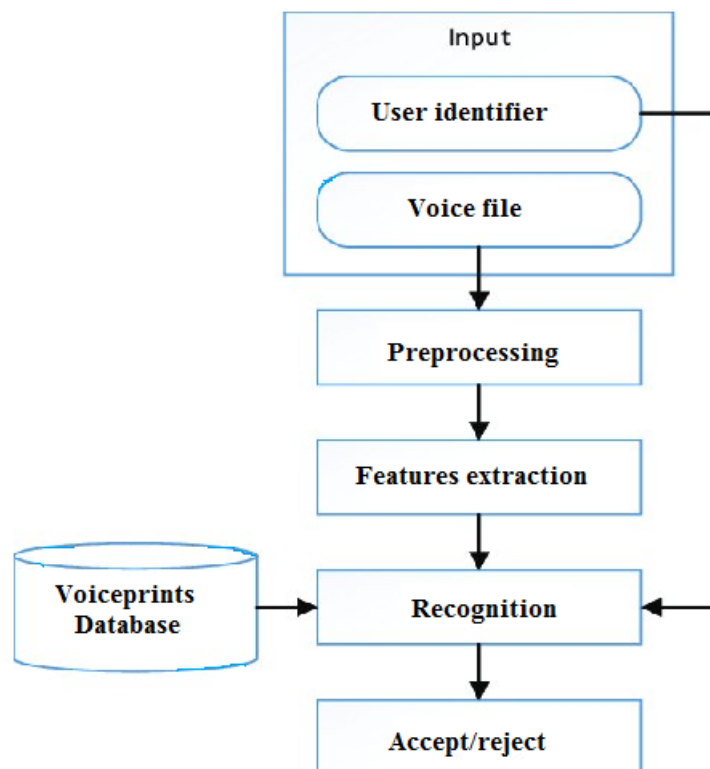 Input
User identifier
Voice file
Preprocessing
Features extraction
Voiceprints
Database
Recognition
Accept/reject